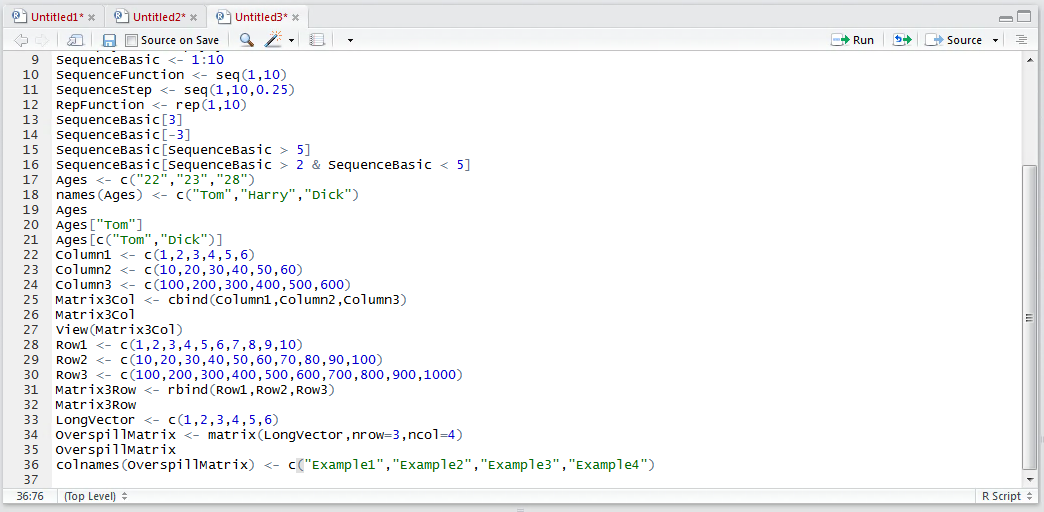 Untitled1* Untitled2* Untitled3*
Source on Save Run Source
9 SequenceBasic <- 1:10
10 SequenceFunction <- seq(1,10)
11 SequenceStep <- seq(1,10,0.25)
12 RepFunction <- rep(1,10)
13 SequenceBasic[3]
14 SequenceBasic[-3]
15 SequenceBasic[SequenceBasic > 5]
16 SequenceBasic[SequenceBasic > 2 & SequenceBasic < 5]
17 Ages <- c("22","23","28")
18 names(Ages) <- c("Tom","Harry","Dick")
19 Ages
20 Ages["Tom"]
21 Ages[c("Tom","Dick")]
22 Column1 <- c(1,2,3,4,5,6)
23 Column2 <- c(10,20,30,40,50,60)
24 Column3 <- c(100,200,300,400,500,600)
25 Matrix3Col <- cbind(Column1,Column2,Column3)
26 Matrix3Col
27 View(Matrix3Col)
28 Row1 <- c(1,2,3,4,5,6,7,8,9,10)
29 Row2 <- c(10,20,30,40,50,60,70,80,90,100)
30 Row3 <- c(100,200,300,400,500,600,700,800,900,1000)
31 Matrix3Row <- rbind(Row1,Row2,Row3)
32 Matrix3Row
33 LongVector <- c(1,2,3,4,5,6)
34 OverspillMatrix <- matrix(LongVector,nrow=3,ncol=4)
35 OverspillMatrix
36 colnames(OverspillMatrix) <- c("Example1","Example2","Example3","Example4")
37
36:76 (Top Level) R Script